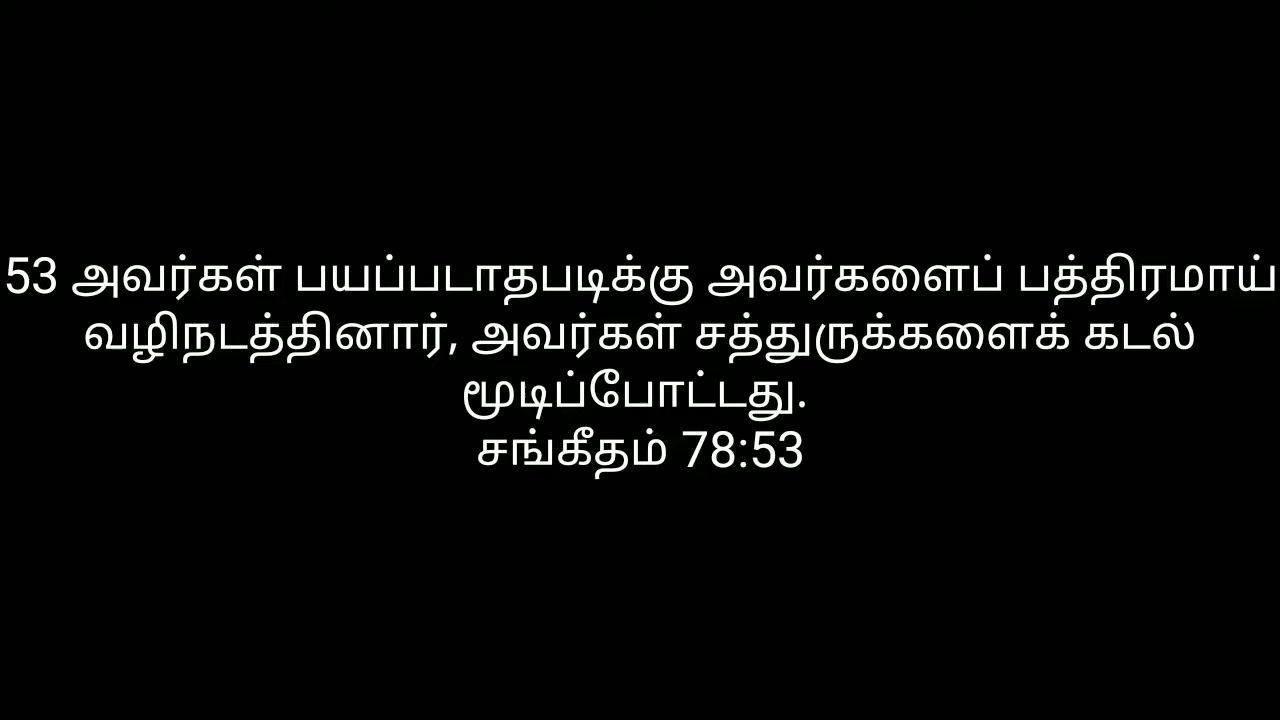 53 அவர்கள் பயப்படாதபடிக்கு அவர்களைப் பத்திரமாய்
வழிநடத்தினார், அவர்கள் சத்துருக்களைக் கடல்
மூடிப்போட்டது.
சங்கீதம் 78:53